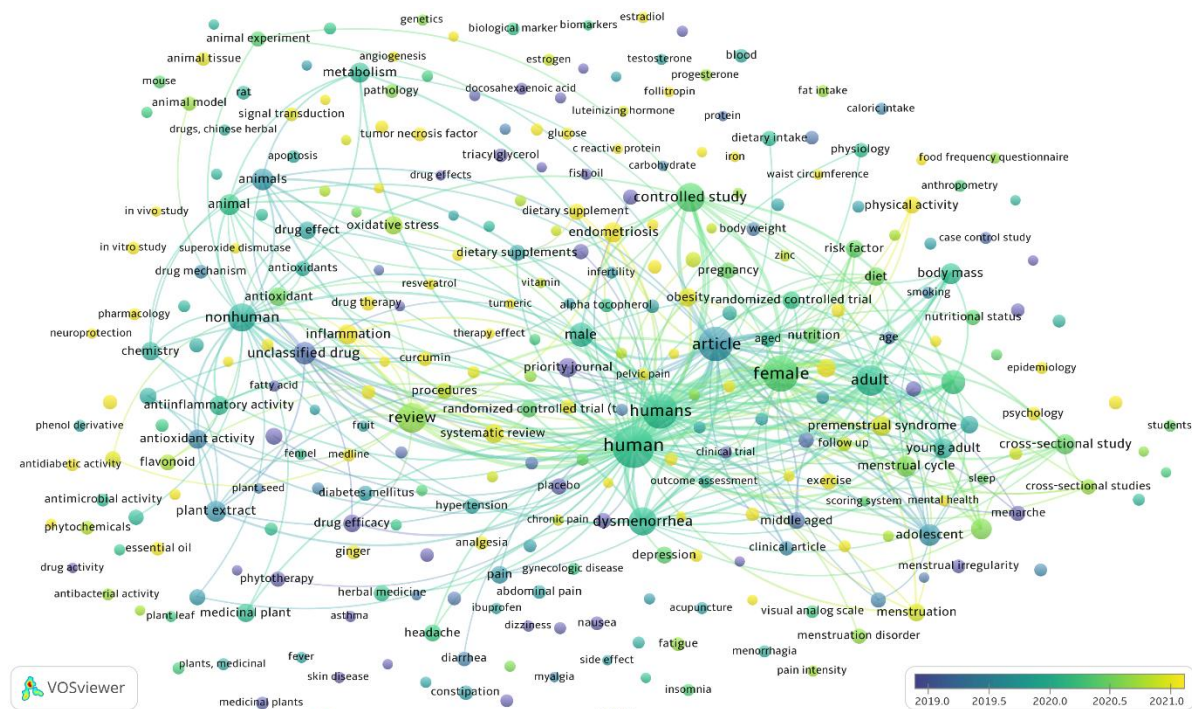 genetics
estradiol
biological marker
biomarkers
animal experiment
animal tissue
angiogenesis
estrogen
testosterone
blood
metabolism
mouse
pathology
docosahexaenoic acid
progesterone
follitropin
fat intake
rat
animal model
caloric intake
signal transduction
luteinizing hormone
protein
drugs, chinese herbal
tumor necrosis factor
glucose
dietary intake
c reactive protein
physiology
apoptosis
triacylglycerol
iron
food frequency questionnaire
carbohydrate
animals
drug effects
fish oil
waist circumference
anthropometry
controlled study
animal
physical activity
in vivo study
dietary supplement
oxidative stress
drug effect
endometriosis
body weight
case control study
in vitro study
superoxide dismutase
dietary supplements
risk factor
zinc
drug mechanism
antioxidants
infertility
pregnancy
diet
body mass
resveratrol
vitamin
smoking
antioxidant
drug therapy
turmeric
alpha tocopherol
obesity
randomized controlled trial
pharmacology
nonhuman
nutritional status
neuroprotection
inflammation
therapy effect
male
aged
nutrition
age
article
chemistry
unclassified drug
curcumin
priority journal
pelvic pain
female
adult
epidemiology
fatty acid
procedures
antiinflammatory activity
review
randomized controlled trial (t
humans
psychology
phenol derivative
fruit
premenstrual syndrome
students
antioxidant activity
systematic review
human
follow up
young adult
cross-sectional study
fennel
medline
clinical trial
antidiabetic activity
flavonoid
menstrual cycle
outcome assessment
sleep
plant seed
diabetes mellitus
placebo
exercise
cross-sectional studies
antimicrobial activity
hypertension
scoring system
mental health
plant extract
drug efficacy
chronic pain
dysmenorrhea
middle aged
menarche
phytochemicals
adolescent
essential oil
ginger
analgesia
depression
clinical article
drug activity
pain
gynecologic disease
menstrual irregularity
phytotherapy
abdominal pain
antibacterial activity
herbal medicine
plant leaf
medicinal plant
asthma
ibuprofen
acupuncture
visual analog scale
menstruation
dizziness
nausea
headache
fatigue
menstruation disorder
menorrhagia
plants, medicinal
fever
diarrhea
side effect
pain intensity
skin disease
myalgia
constipation
insomnia
medicinal plants
VOSviewer
2019.0 2019.5 2020.0 2020.5 2021.0